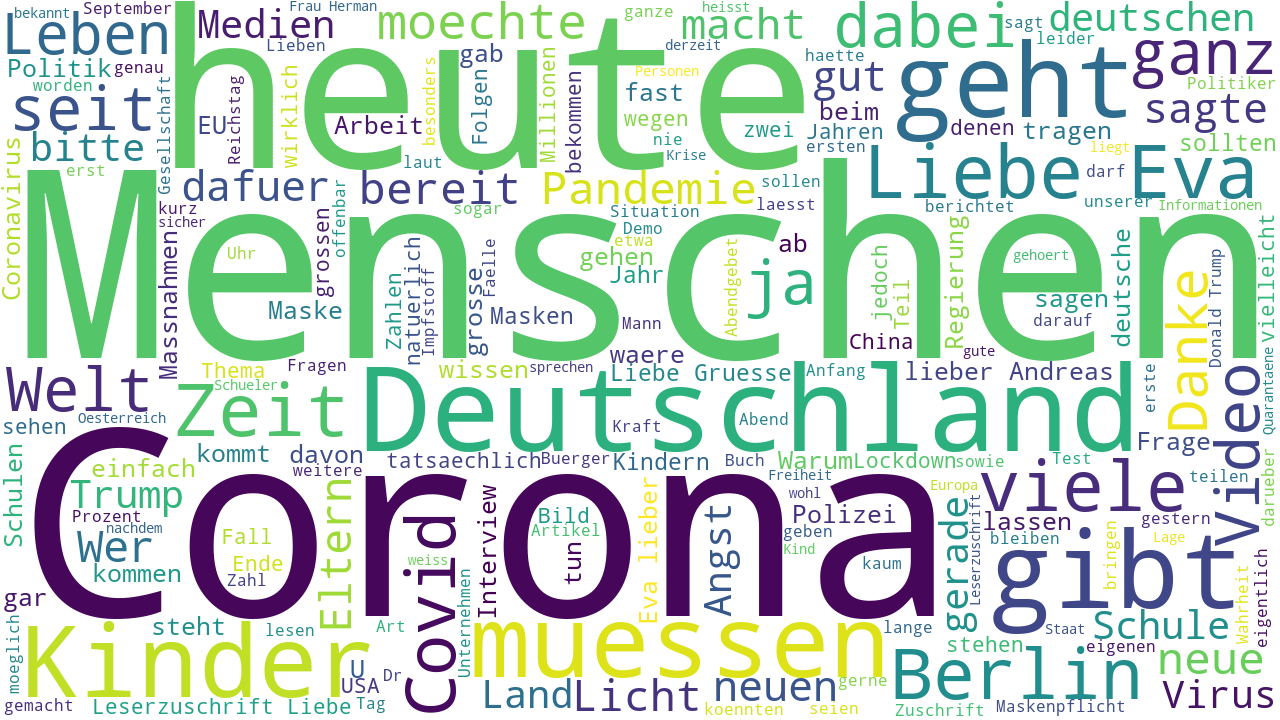 bekannt
September
Frau Herman
ganze
heisst
Leben
Medien
moechte
macht
dabei
sagt
deutschen
leider
Lieben
gab
derzeit
haette
ganz
Politik
genau
worden
heute
Personen
gut
geht
Politiker
seit
Gesellschaft
EU
Reichstag
wirklich
Arbeit
besonders
Folgen
Millionen
bekommen
fast
wegen
zwei
beim
Jahren
denen
tragen
sagte
sollten
bitte
nie
Krise
ersten
liegt
laut
erst
Coronavirus
dafuer
bereit
Pandemie
sollen
Liebe
darf
Eva
kurz
sicher
sogar
Situation
laesst
berichtet
unserer
Informationen
Menschen
Massnahmen
Uhr
grossen
offenbar
natuerlich
Impfstoff
grosse
Faelle
Demo
etwa
gehen
Jahr
Abendgebet
ab
ja
jedoch
Teil
Regierung
gehoert
sagen
darauf
deutsche
Danke
Donald Trump
Vielleicht
Maske
Zahlen
Masken
Mann
China
gute
Welt
Thema
Fragen
wissen
sprechen
waere
Liebe Gruesse
Anfang
lieber Andreas
erste
Quarantaene
Schueler
Zeit
Deutschland
Oesterreich
sehen
Kraft
Abend
Frage
Video
kommt
davon
weitere
tatsaechlich
Buerger
Kindern
Buch
WarumLockdown
sowie
Test
teilen
darueber
Schulen
einfach
Freiheit
Europa
viele
Trump
Prozent
nachdem
Corona
Interview
Bild
Artikel
wohl
Polizei
geben
lassen
gestern
Wer
Fall
Ende
Eltern
Covid
weiss
tun
Eva lieber
Angst
Kind
kaum
gerade
Leserzuschrift
bleiben
Lage
kommen
Zahl
gibt
bringen
Wahrheit
eigentlich
gar
steht
lesen
Art
Unternehmen
lange
Staat
Schule
moeglich
Kinder
muessen
stehen
eigenen
neue
U
Dr
USA
Berlin
gemacht
Leserzuschrift Liebe
Tag
Land
Licht
neuen
gerne
koennten
seien
Zuschrift
Maskenpflicht
Virus